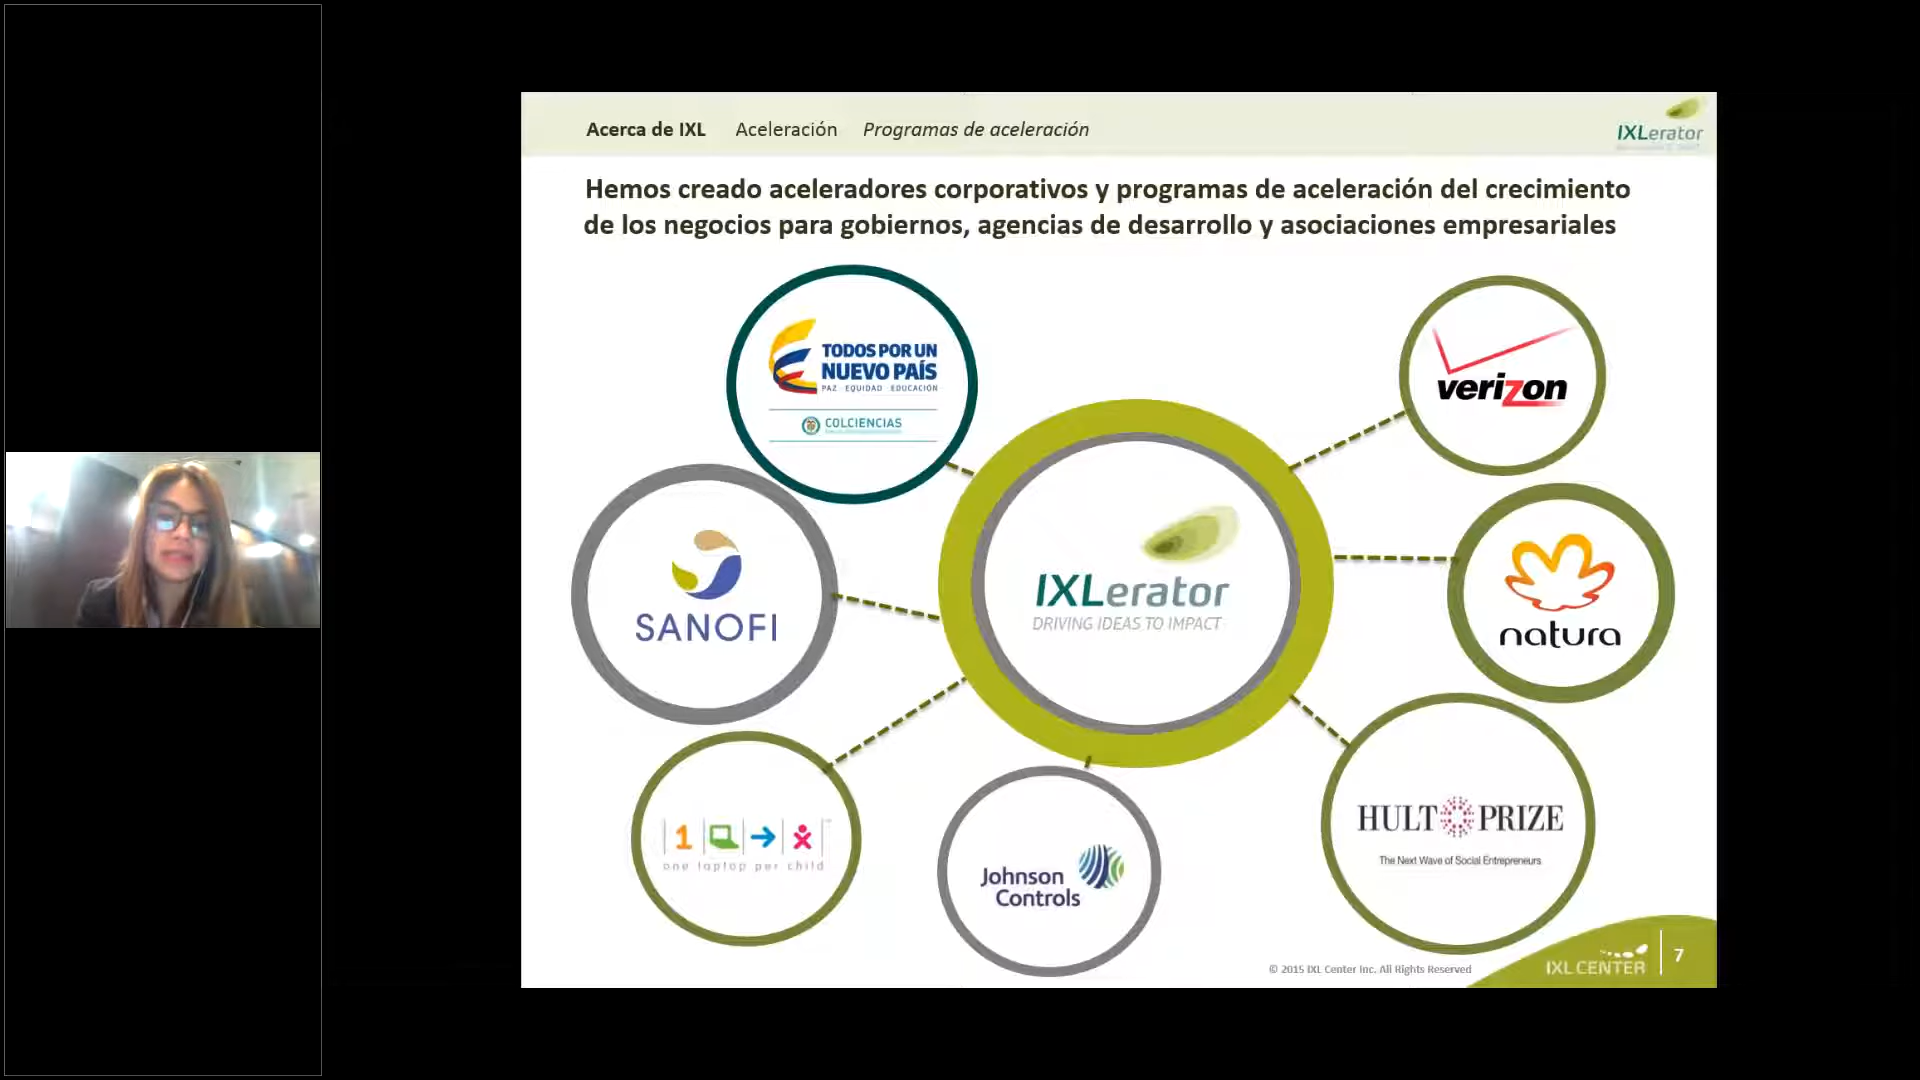 Acerca de IXL Aceleración Programas de aceleración
IXLerator
Hemos creado aceleradores corporativos y programas de aceleración del crecimiento
de los negocios para gobiernos, agencias de desarrollo y asociaciones empresariales
TODOS POR UN
NUEVO PAÍS
PAZ EQUIDAD EDUCACIÓN
COLCIENCIAS
verizon
SANOFI
IXLerator
DRIVING IDEAS TO IMPACT
natura
1
one laptop per child
Johnson
Controls
HULT PRIZE
The Next Wave of Social Entrepreneurs
© 2015 IXL Center Inc. All Rights Reserved
IXL CENTER
7